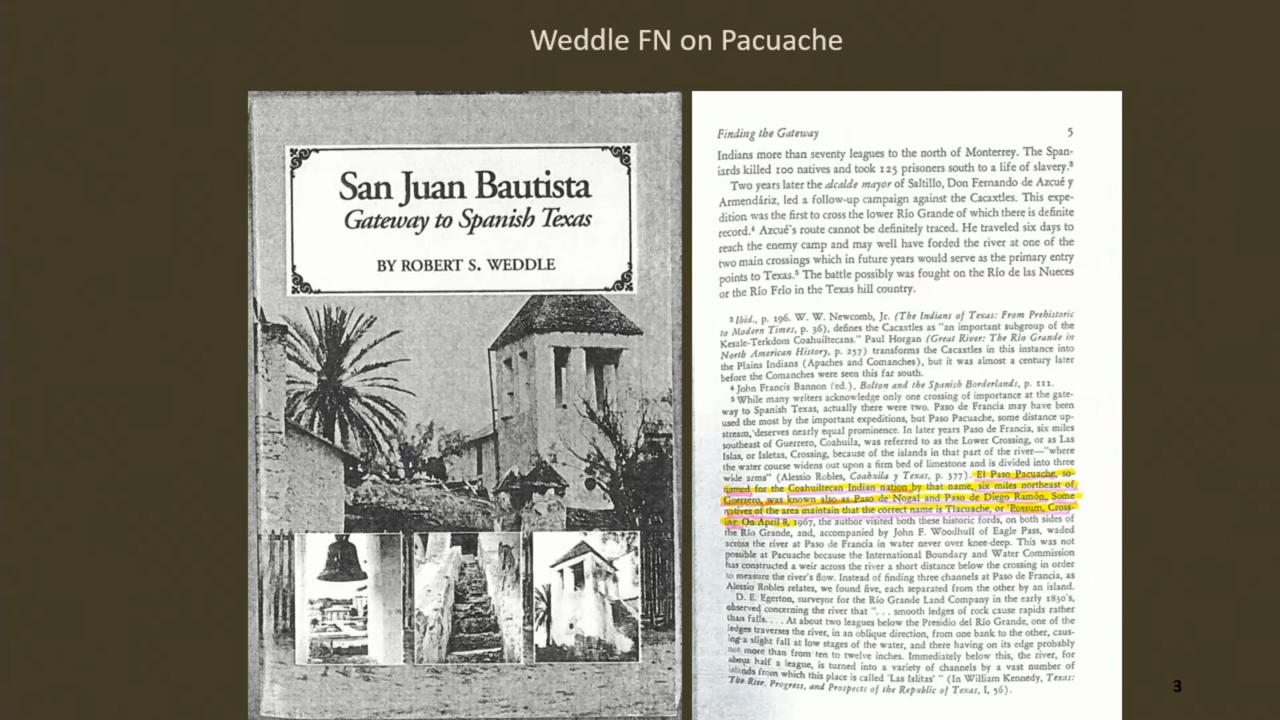 Weddle FN on Pacuache
San Juan Bautista
Gateway to Spanish Texas
BY ROBERT S. WEDDLE
Finding the Gateway 5
Indians more than seventy leagues to the north of Monterrey. The Span-
iards killed 100 natives and took 125 prisoners south to a life of slavery.³
Two years later the alcalde mayor of Saltillo, Don Fernando de Azcué y
Armendáriz, led a follow-up campaign against the Cacaxtles. This expe-
dition was the first to cross the lower Río Grande of which there is definite
record.⁴ Azcué's route cannot be definitely traced. He traveled six days to
reach the enemy camp and may well have forded the river at one of the
two main crossings which in future years would serve as the primary entry
points to Texas.⁵ The battle possibly was fought on the Río de las Nueces
or the Río Frío in the Texas hill country.
³ Ibid., p. 196. W. W. Newcomb, Jr. (The Indians of Texas: From Prehistoric
to Modern Times, p. 36), defines the Cacaxtles as "an important subgroup of the
Kesale-Terkodam Coahuiltecans." Paul Horgan (Great River: The Rio Grande in
North American History, p. 257) transforms the Cacaxtles in this instance into
the Plains Indians (Apaches and Comanches), but it was almost a century later
before the Comanches were seen this far south.
⁴ John Francis Bannon (ed.), Bolton and the Spanish Borderlands, p. 111.
⁵ While many writers acknowledge only one crossing of importance at the gate-
way to Spanish Texas, actually there were two. Paso de Francia may have been
used the most by the important expeditions, but Paso Pacuache, some distance up-
stream, deserves nearly equal prominence. In later years Paso de Francia, six miles
southeast of Guerrero, Coahuila, was referred to as the Lower Crossing, or as Las
Islas, or Isletas, Crossing, because of the islands in that part of the river—"where
the water course widens out upon a firm bed of limestone and is divided into three
wide arms" (Alessio Robles, Coahuila y Texas, p. 377). El Paso Pacuache, so-
named for the Coahuiltecan Indian nation by that name, six miles northeast of
Guerrero, was known also as Paso de Nogal and Paso de Diego Ramón. Some
natives of the area maintain that the correct name is Tlacuache, or 'Possum, Cross-
ing. On April 8, 1967, the author visited both these historic fords, on both sides of
the Río Grande, and, accompanied by John F. Woodhull of Eagle Pass, waded
across the river at Paso de Francia in water never over knee-deep. This was not
possible at Pacuache because the International Boundary and Water Commission
has constructed a weir across the river a short distance below the crossing in order
to measure the river's flow. Instead of finding three channels at Paso de Francia, as
Alessio Robles relates, we found five, each separated from the other by an island.
D. E. Egerton, surveyor for the Río Grande Land Company in the early 1830's,
observed concerning the river that ". . . smooth ledges of rock cause rapids rather
than falls. . . . At about two leagues below the Presidio del Río Grande, one of the
ledges traverses the river, in an oblique direction, from one bank to the other, caus-
ing a slight fall at low stages of the water, and there having on its edge probably
not more than from ten to twelve inches. Immediately below this, the river, for
about half a league, is turned into a variety of channels by a vast number of
islands from which this place is called 'Las Islitas' " (In William Kennedy, Texas:
The Rise, Progress, and Prospects of the Republic of Texas, I, 56).
3